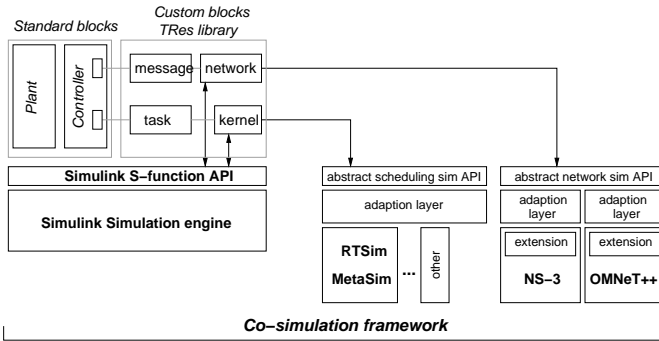 Standard blocks
Custom blocks
TRes library
Plant
Controller
message
network
task
kernel
Simulink S-function API
Simulink Simulation engine
abstract scheduling sim API
adaption layer
RTSim
MetaSim
...
other
abstract network sim API
adaption
layer
adaption
layer
extension
extension
NS-3
OMNeT++
Co-simulation framework